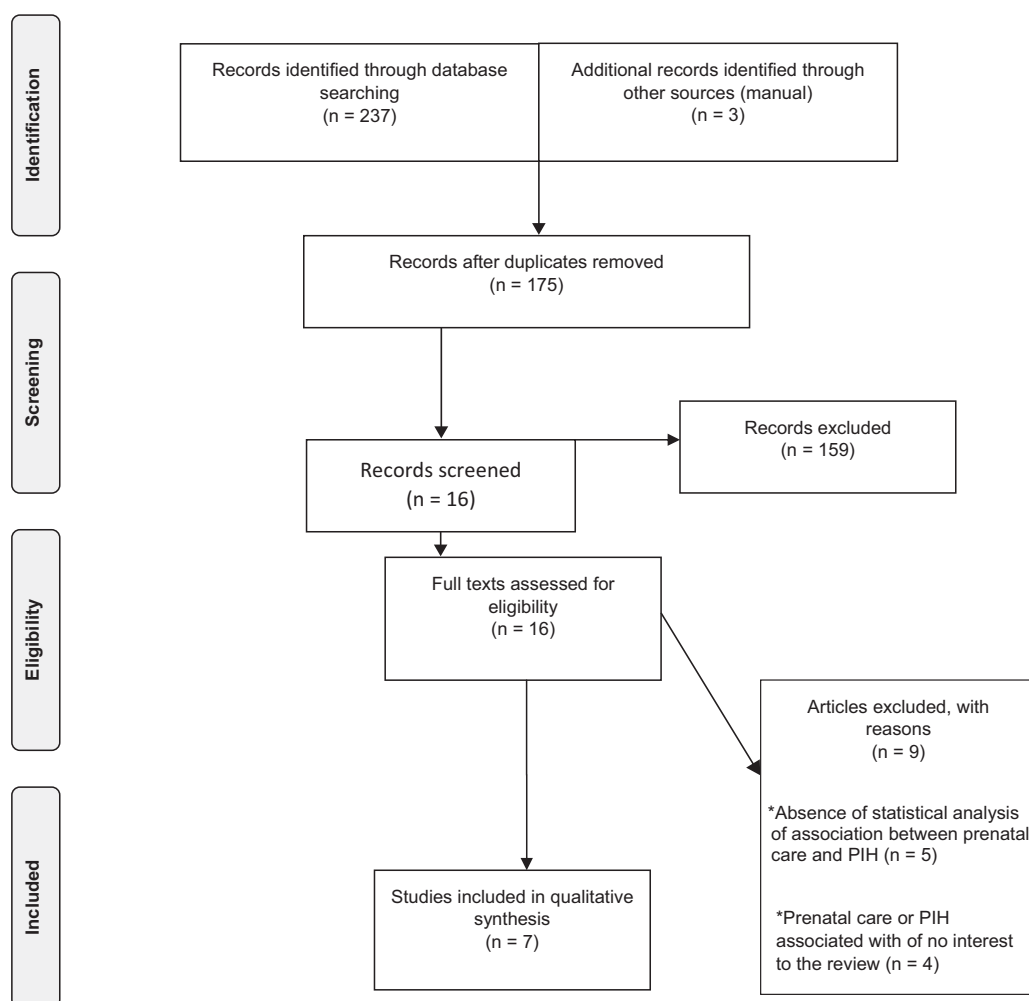 Identification
Records identified through database
searching
(n = 237)
Additional records identified through
other sources (manual)
(n = 3)
Records after duplicates removed
(n = 175)
Screening
Records excluded
(n = 159)
Records screened
(n = 16)
Eligibility
Full texts assessed for
eligibility
(n = 16)
Articles excluded, with
reasons
(n = 9)
*Absence of statistical analysis
of association between prenatal
care and PIH (n = 5)
*Prenatal care or PIH
associated with of no interest
to the review (n = 4)
Included
Studies included in qualitative
synthesis
(n = 7)